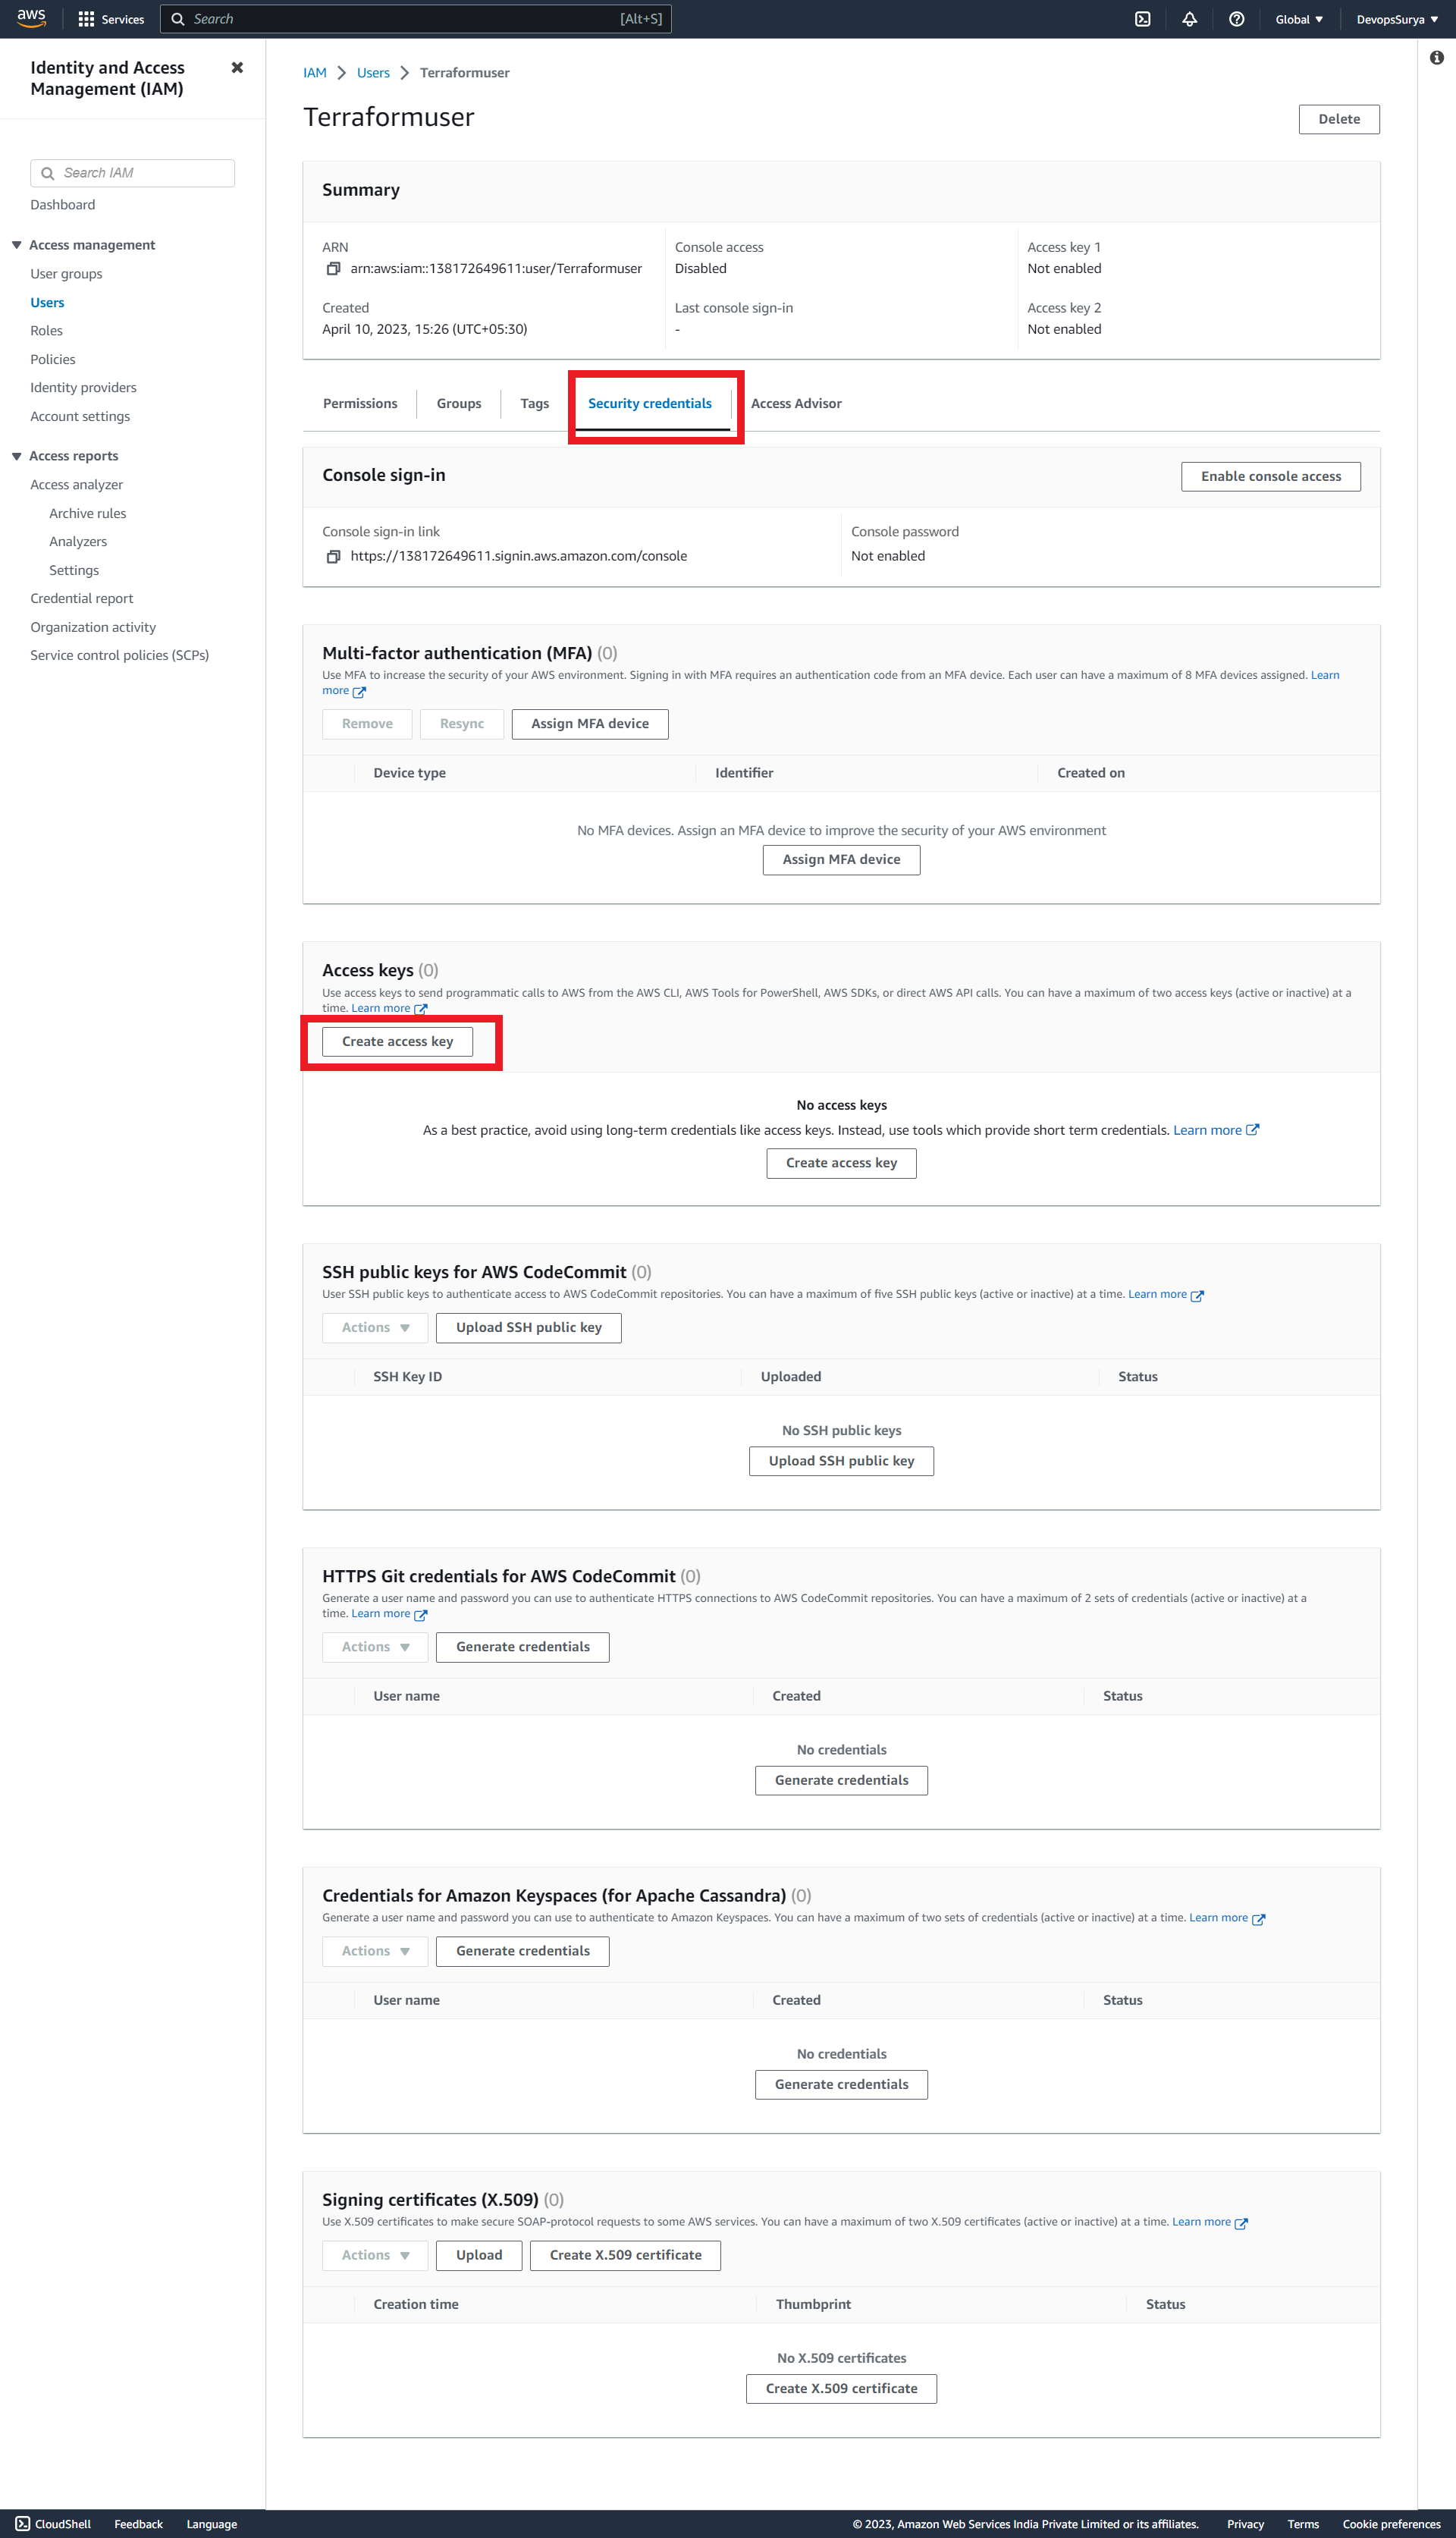 aws
Services
Search
[Alt+S]
Global
DevopsSurya
Identity and Access
Management (IAM)
Search IAM
Dashboard
Access management
User groups
Users
Roles
Policies
Identity providers
Account settings
Access reports
Access analyzer
Archive rules
Analyzers
Settings
Credential report
Organization activity
Service control policies (SCPs)
IAM Users Terraformuser
Terraformuser
Delete
Summary
ARN
arn:aws:iam::138172649611:user/Terraformuser
Created
April 10, 2023, 15:26 (UTC+05:30)
Console access
Disabled
Last console sign-in
-
Access key 1
Not enabled
Access key 2
Not enabled
Permissions
Groups
Tags
Security credentials
Access Advisor
Console sign-in
Enable console access
Console sign-in link
https://138172649611.signin.aws.amazon.com/console
Console password
Not enabled
Multi-factor authentication (MFA) (0)
Use MFA to increase the security of your AWS environment. Signing in with MFA requires an authentication code from an MFA device. Each user can have a maximum of 8 MFA devices assigned. Learn
more
Remove
Resync
Assign MFA device
Device type
Identifier
Created on
No MFA devices. Assign an MFA device to improve the security of your AWS environment
Assign MFA device
Access keys (0)
Use access keys to send programmatic calls to AWS from the AWS CLI, AWS Tools for PowerShell, AWS SDKs, or direct AWS API calls. You can have a maximum of two access keys (active or inactive) at a
time. Learn more
Create access key
No access keys
As a best practice, avoid using long-term credentials like access keys. Instead, use tools which provide short term credentials. Learn more
Create access key
SSH public keys for AWS CodeCommit (0)
User SSH public keys to authenticate access to AWS CodeCommit repositories. You can have a maximum of five SSH public keys (active or inactive) at a time. Learn more
Actions
Upload SSH public key
SSH Key ID
Uploaded
Status
No SSH public keys
Upload SSH public key
HTTPS Git credentials for AWS CodeCommit (0)
Generate a user name and password you can use to authenticate HTTPS connections to AWS CodeCommit repositories. You can have a maximum of 2 sets of credentials (active or inactive) at a
time. Learn more
Actions
Generate credentials
User name
Created
Status
No credentials
Generate credentials
Credentials for Amazon Keyspaces (for Apache Cassandra) (0)
Generate a user name and password you can use to authenticate to Amazon Keyspaces. You can have a maximum of two sets of credentials (active or inactive) at a time. Learn more
Actions
Generate credentials
User name
Created
Status
No credentials
Generate credentials
Signing certificates (X.509) (0)
Use X.509 certificates to make secure SOAP-protocol requests to some AWS services. You can have a maximum of two X.509 certificates (active or inactive) at a time. Learn more
Actions
Upload
Create X.509 certificate
Creation time
Thumbprint
Status
No X.509 certificates
Create X.509 certificate
CloudShell
Feedback
Language
© 2023, Amazon Web Services India Private Limited or its affiliates.
Privacy
Terms
Cookie preferences